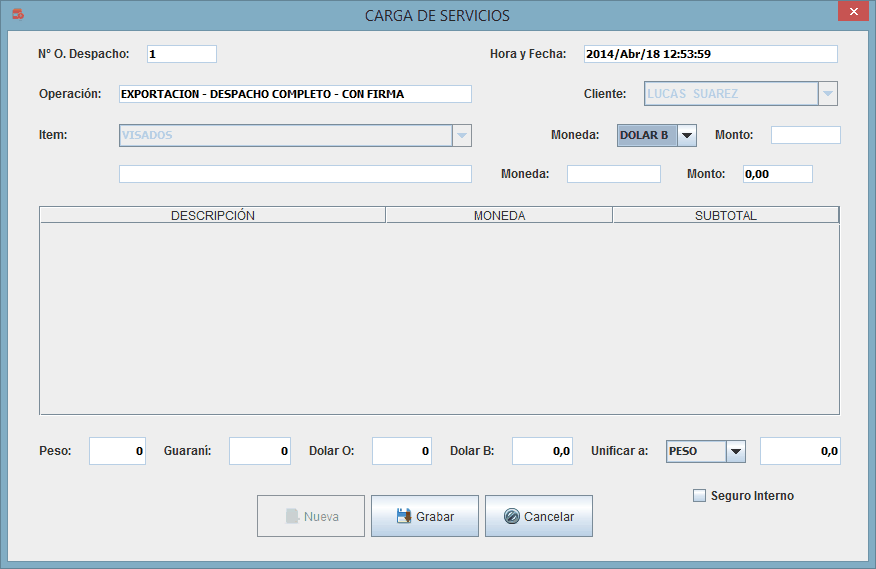 CARGA DE SERVICIOS
Nº O. Despacho: 1 Hora y Fecha: 2014/Abr/18 12:53:59
Operación: EXPORTACION - DESPACHO COMPLETO - CON FIRMA Cliente: LUCAS SUAREZ
Item: VISADOS Moneda: DOLAR B Monto:
Moneda: Monto: 0,00
DESCRIPCIÓN MONEDA SUBTOTAL
Peso: 0 Guaraní: 0 Dolar O: 0 Dolar B: 0,0 Unificar a: PESO 0,0
Seguro Interno
Nueva Grabar Cancelar